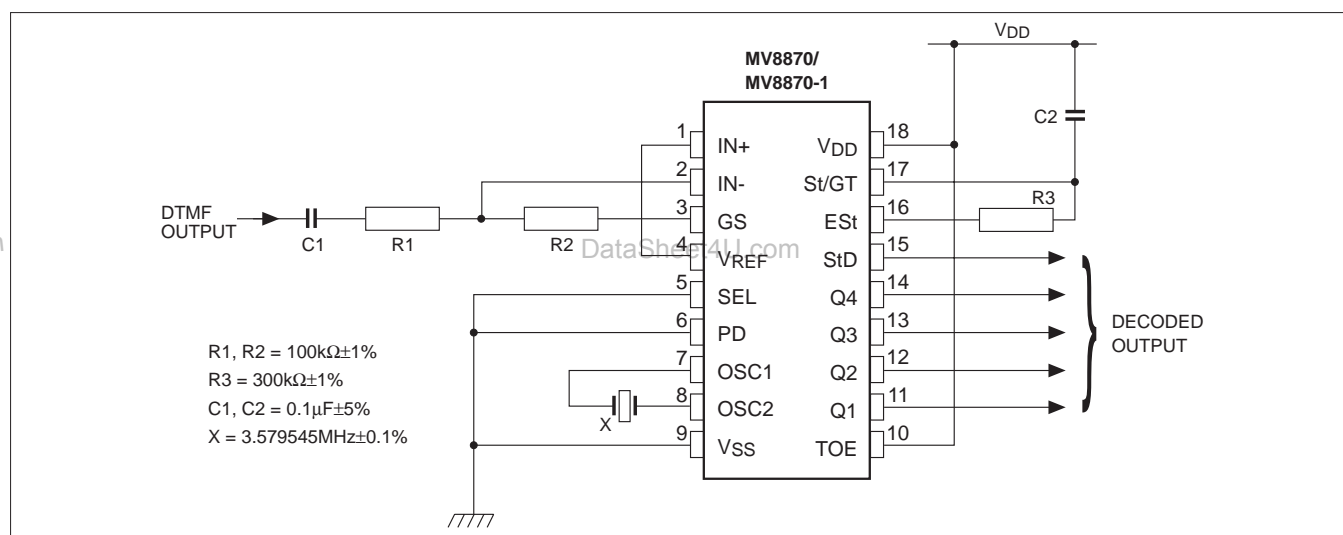 VDD
MV8870/
MV8870-1
C2
1
IN+
VDD
18
2
IN-
St/GT
17
DTMF
OUTPUT
C1
R1
R2
3
GS
ESt
16
R3
DataSheet4U.com
4
VREF
StD
15
5
SEL
Q4
14
6
PD
Q3
13
7
OSC1
Q2
12
X
8
OSC2
Q1
11
9
VSS
TOE
10
DECODED
OUTPUT
R1, R2 = 100kΩ±1%
R3 = 300kΩ±1%
C1, C2 = 0.1µF±5%
X = 3.579545MHz±0.1%